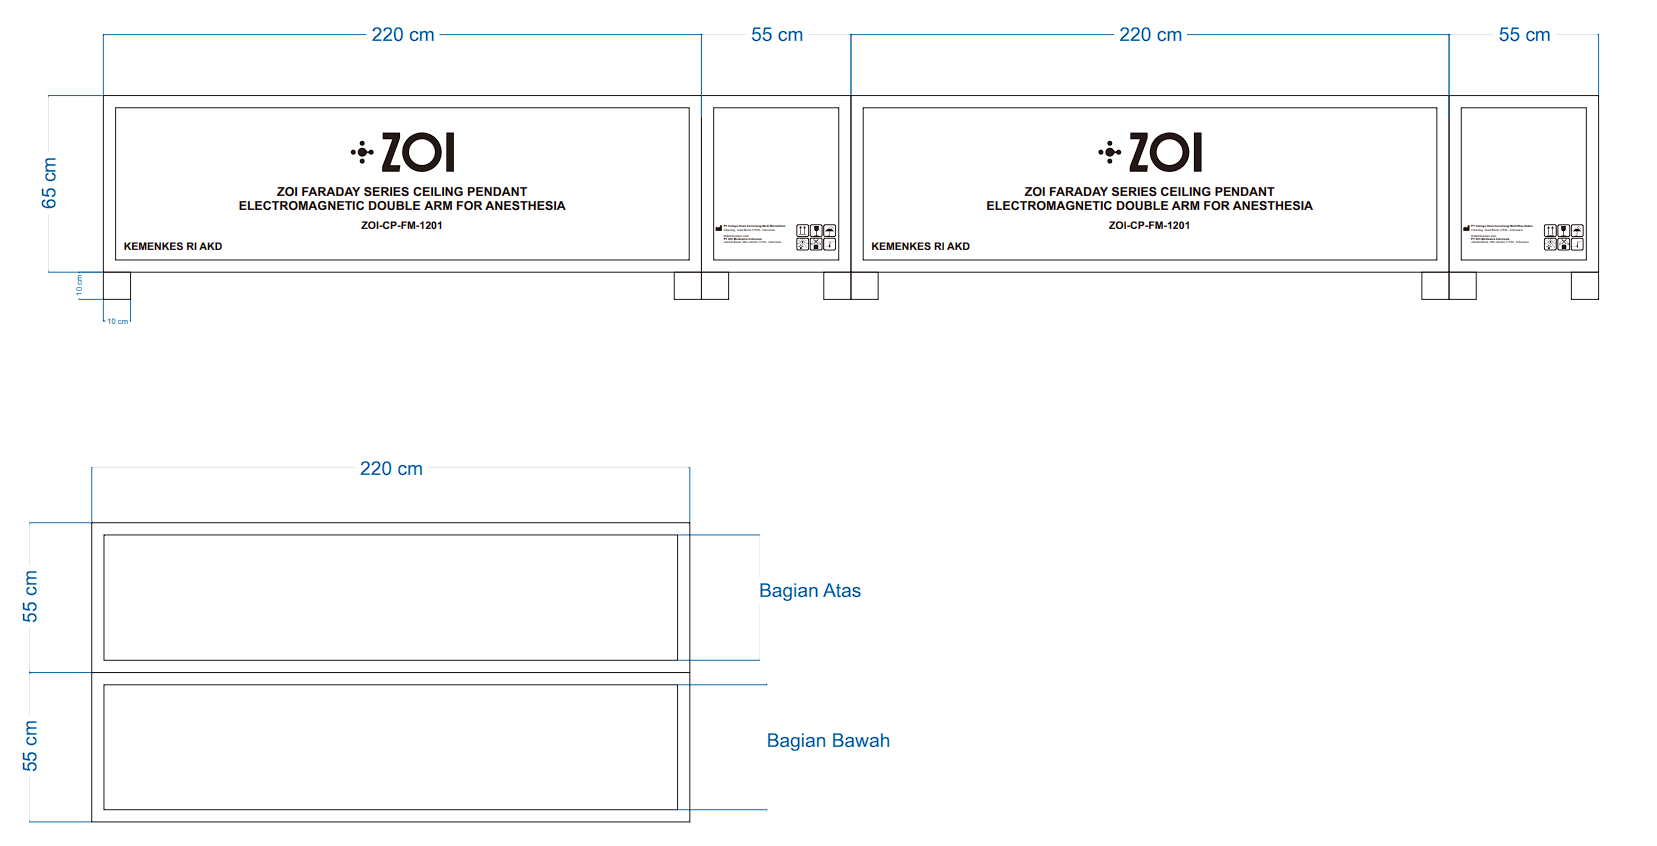 220 cm
55 cm
220 cm
55 cm
65 cm
ZOI
ZOI FARADAY SERIES CEILING PENDANT
ELECTROMAGNETIC DOUBLE ARM FOR ANESTHESIA
ZOI-CP-FM-1201
KEMENKES RI AKD
ZOI
ZOI FARADAY SERIES CEILING PENDANT
ELECTROMAGNETIC DOUBLE ARM FOR ANESTHESIA
ZOI-CP-FM-1201
KEMENKES RI AKD
10 cm
10 cm
220 cm
55 cm
Bagian Atas
55 cm
Bagian Bawah